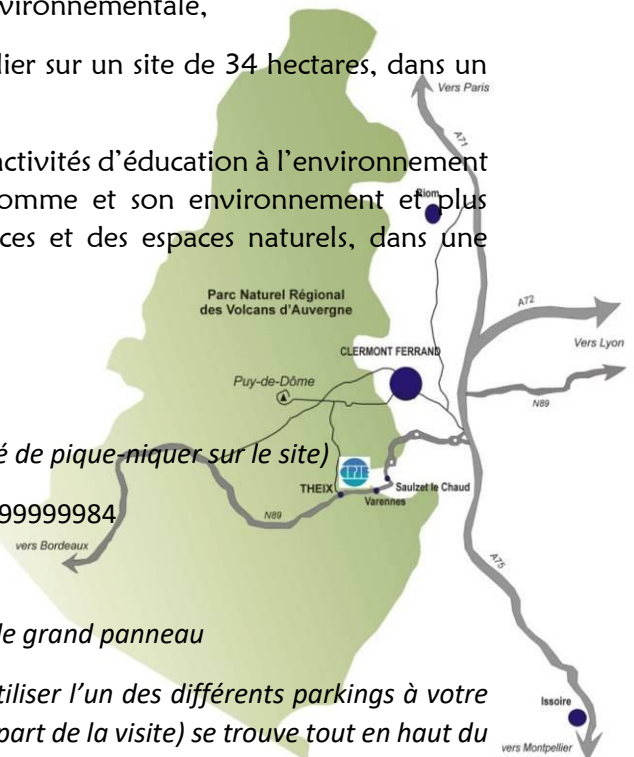 vironnementale,
lier sur un site de 34 hectares, dans un
Vers Paris
A71
activités d’éducation à l’environnement
omme et son environnement et plus
Riom
ces et des espaces naturels, dans une
Parc Naturel Régional
des Volcans d’Auvergne
A72
Vers Lyon
CLERMONT FERRAND
Puy-de-Dôme
N89
é de pique-niquer sur le site)
CPIE
THEIX
Saulzet le Chaud
Varennes
99999984
N89
vers Bordeaux
A75
le grand panneau
tiliser l’un des différents parkings à votre
Issoire
part de la visite) se trouve tout en haut du
vers Montpellier